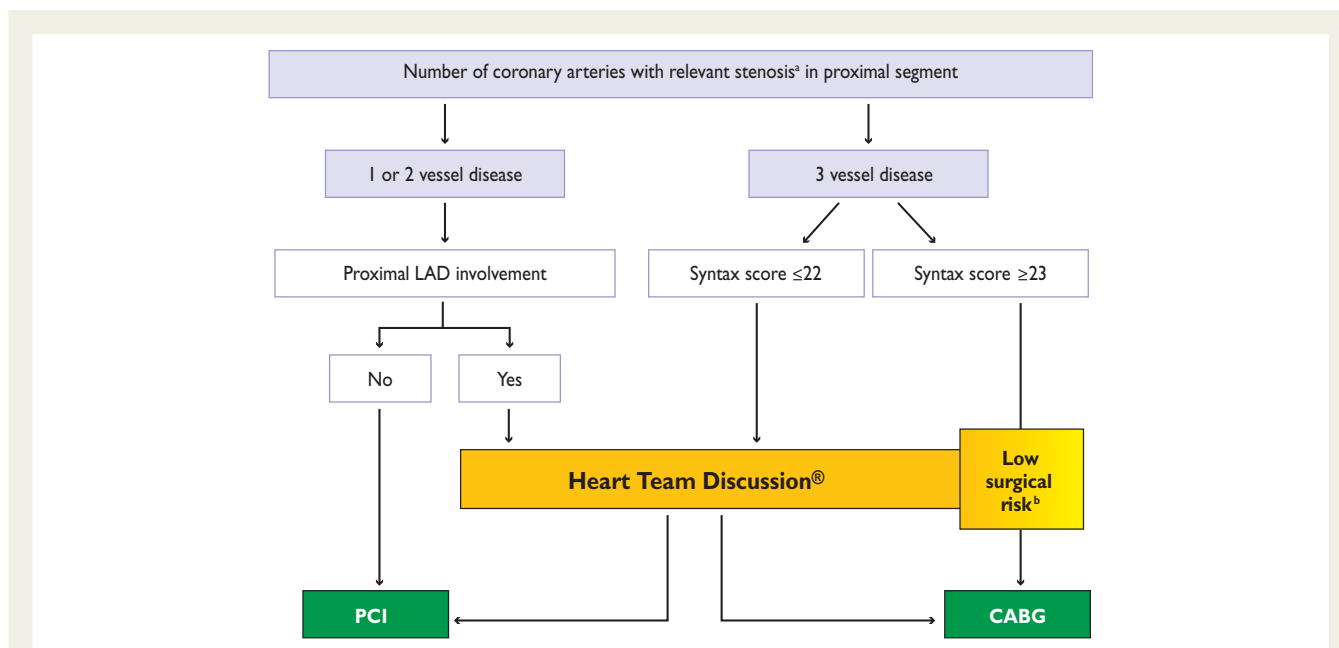 Number of coronary arteries with relevant stenosisᵃ in proximal segment
1 or 2 vessel disease
3 vessel disease
Proximal LAD involvement
Syntax score ≤22
Syntax score ≥23
No
Yes
Heart Team Discussion®
Low
surgical
riskᵇ
PCI
CABG